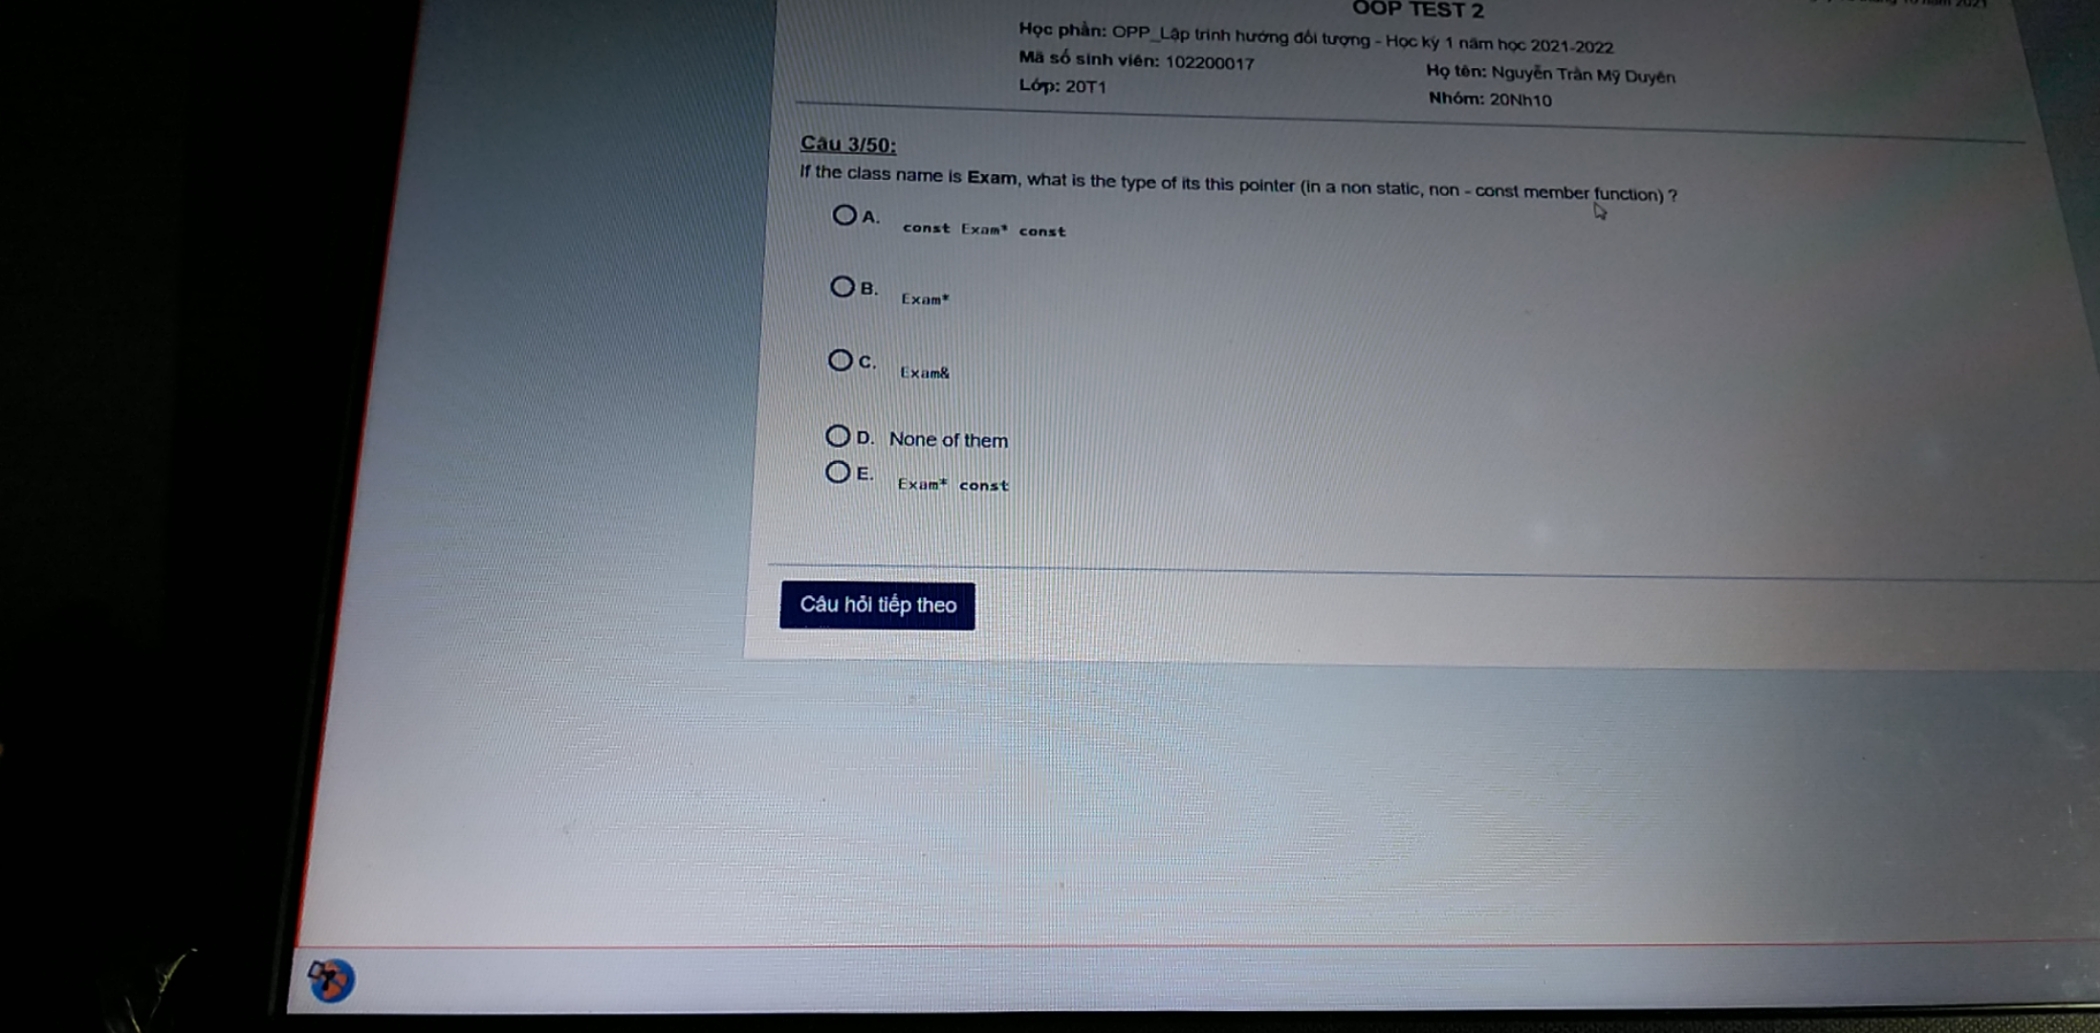 OOP TEST 2
Học phần: OPP_Lập trình hướng đối tượng - Học kỳ 1 năm học 2021-2022
Mã số sinh viên: 102200017
Họ tên: Nguyễn Trần Mỹ Duyên
Lớp: 20T1
Nhóm: 20Nh10
Câu 3/50:
If the class name is Exam, what is the type of its this pointer (in a non static, non - const member function) ?
A. const Exam* const
B. Exam*
C. Exam&
D. None of them
E. Exam* const
Câu hỏi tiếp theo